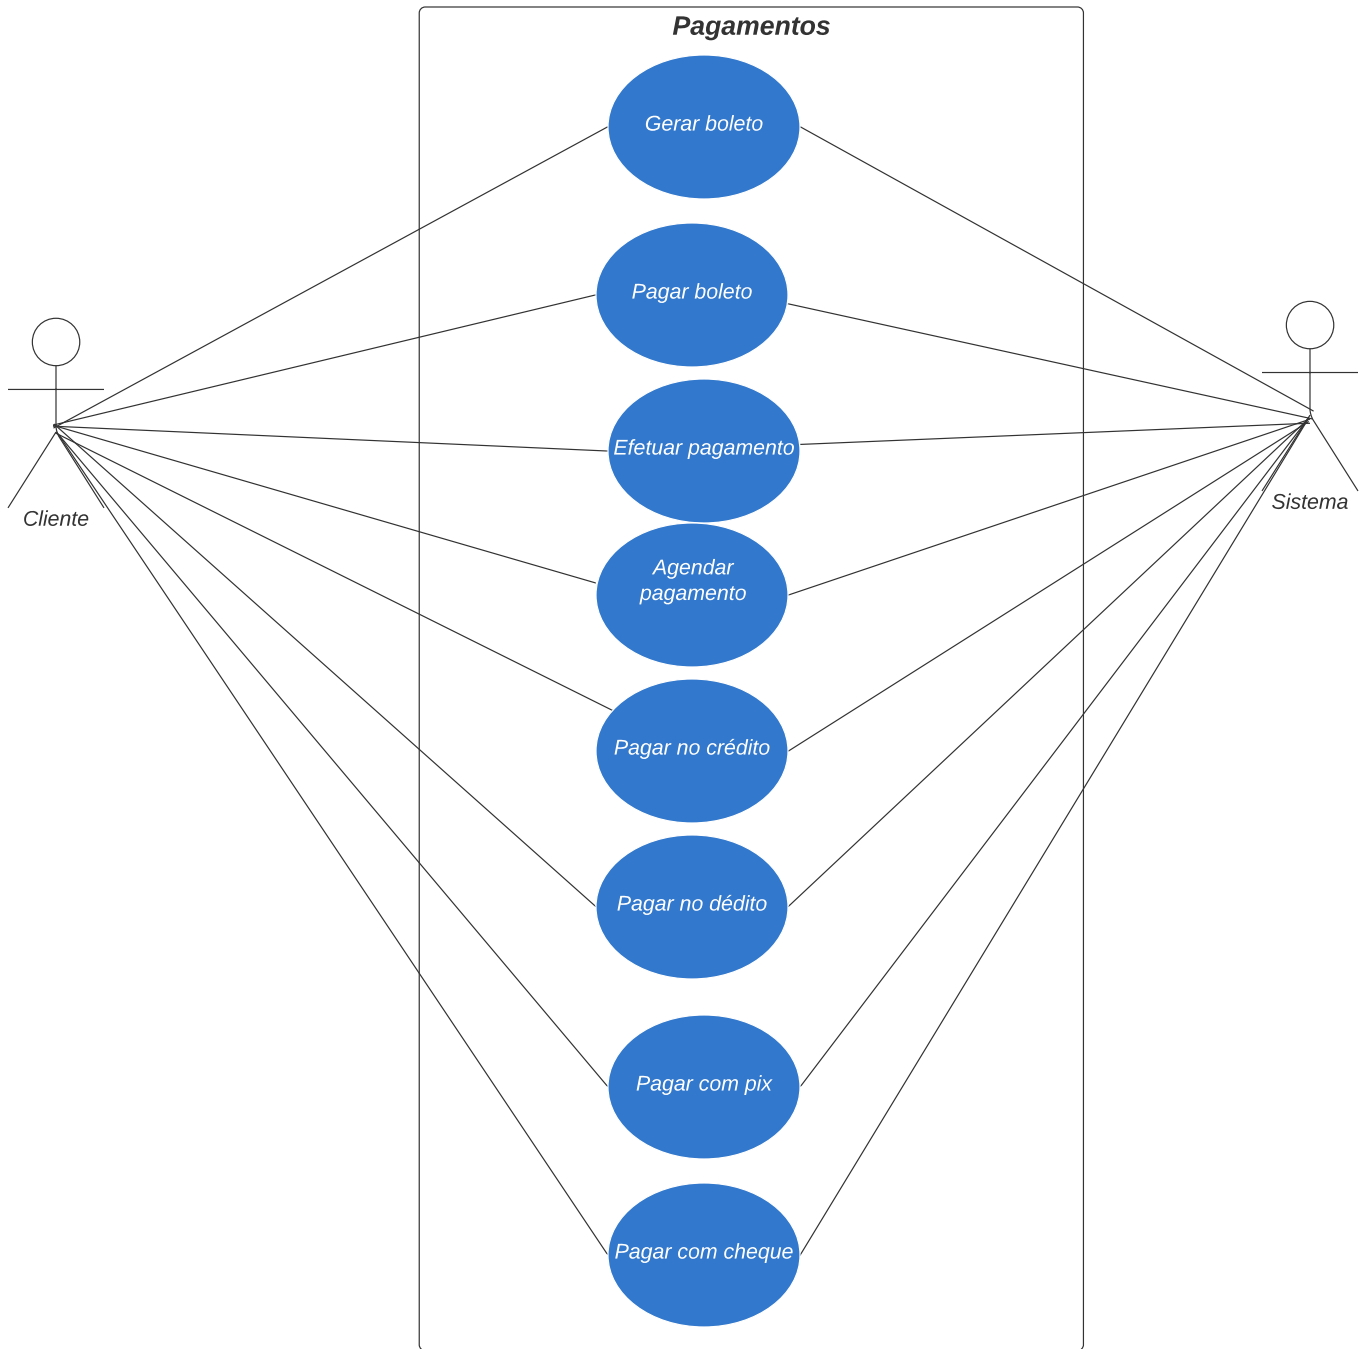 Pagamentos
Gerar boleto
Pagar boleto
Efetuar pagamento
Cliente
Sistema
Agendar
pagamento
Pagar no crédito
Pagar no dédito
Pagar com pix
Pagar com cheque